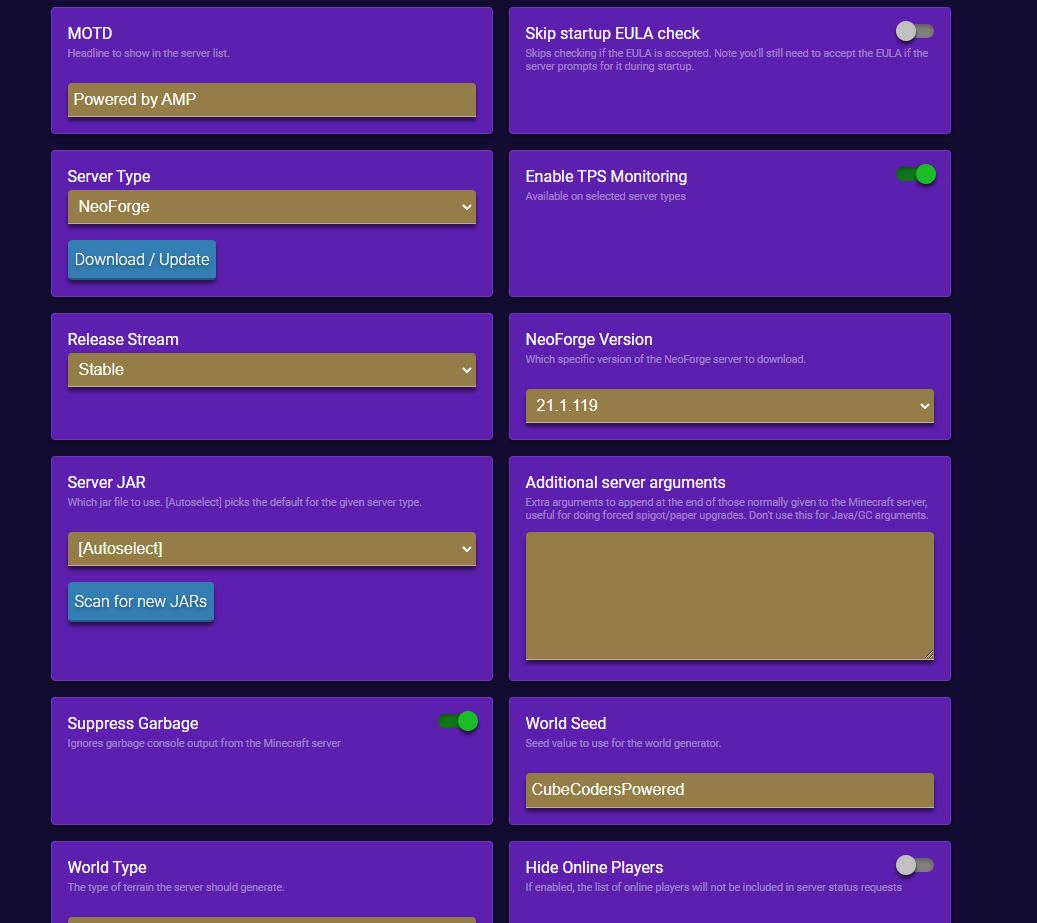 MOTD
Headline to show in the server list.
Powered by AMP
Skip startup EULA check
Skips checking if the EULA is accepted. Note you'll still need to accept the EULA if the
server prompts for it during startup.
Server Type
NeoForge
Download / Update
Enable TPS Monitoring
Available on selected server types
Release Stream
Stable
NeoForge Version
Which specific version of the NeoForge server to download.
21.1.119
Server JAR
Which jar file to use. [Autoselect] picks the default for the given server type.
[Autoselect]
Scan for new JARs
Additional server arguments
Extra arguments to append at the end of those normally given to the Minecraft server,
useful for doing forced spigot/paper upgrades. Don't use this for Java/GC arguments.
Suppress Garbage
Ignores garbage console output from the Minecraft server
World Seed
Seed value to use for the world generator.
CubeCodersPowered
World Type
The type of terrain the server should generate.
Hide Online Players
If enabled, the list of online players will not be included in server status requests